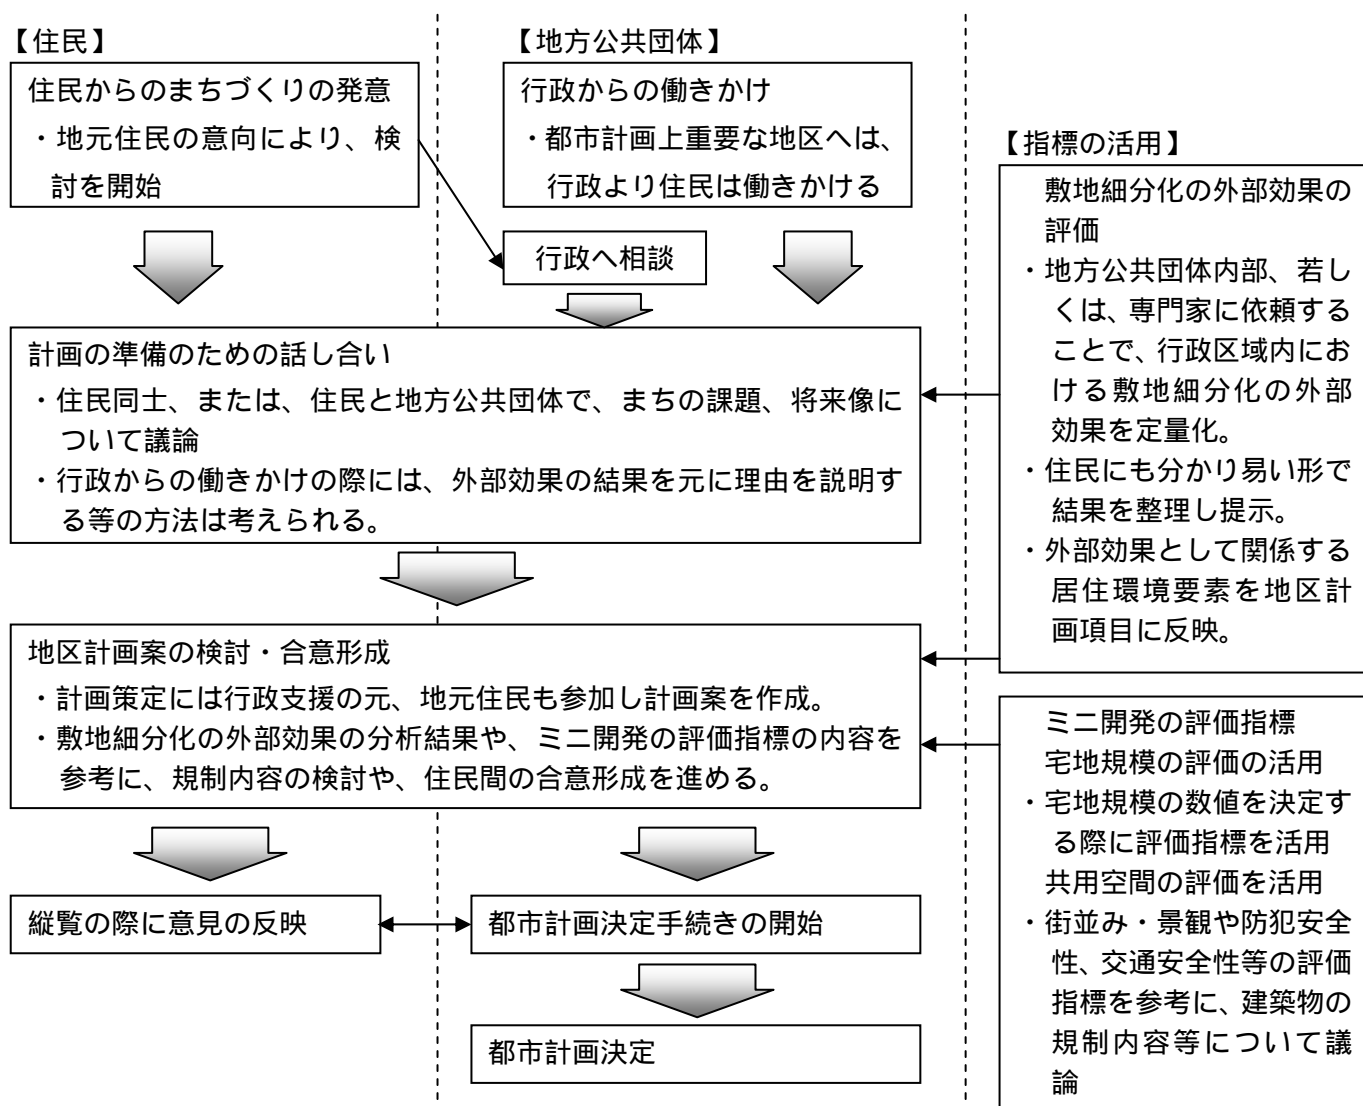 【住民】
住民からのまちづくりの発意
・地元住民の意向により、検
討を開始
【地方公共団体】
行政からの働きかけ
・都市計画上重要な地区へは、
行政より住民は働きかける
行政へ相談
計画の準備のための話し合い
・住民同士、または、住民と地方公共団体で、まちの課題、将来像に
ついて議論
・行政からの働きかけの際には、外部効果の結果を元に理由を説明す
る等の方法は考えられる。
地区計画案の検討・合意形成
・計画策定には行政支援の元、地元住民も参加し計画案を作成。
・敷地細分化の外部効果の分析結果や、ミニ開発の評価指標の内容を
参考に、規制内容の検討や、住民間の合意形成を進める。
縦覧の際に意見の反映
都市計画決定手続きの開始
都市計画決定
【指標の活用】
敷地細分化の外部効果の
評価
・地方公共団体内部、若し
くは、専門家に依頼する
ことで、行政区域内にお
ける敷地細分化の外部
効果を定量化。
・住民にも分かり易い形で
結果を整理し提示。
・外部効果として関係する
居住環境要素を地区計
画項目に反映。
ミニ開発の評価指標
宅地規模の評価の活用
・宅地規模の数値を決定す
る際に評価指標を活用
共用空間の評価を活用
・街並み・景観や防犯安全
性、交通安全性等の評価
指標を参考に、建築物の
規制内容等について議
論